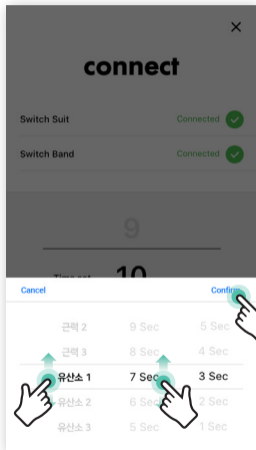 connect
Switch Suit Connected
Switch Band Connected
9
Time set 10
Cancel Confirm
근력 2 9 Sec 5 Sec
근력 3 8 Sec 4 Sec
유산소 1 7 Sec 3 Sec
유산소 2 6 Sec 2 Sec
유산소 3 5 Sec 1 Sec